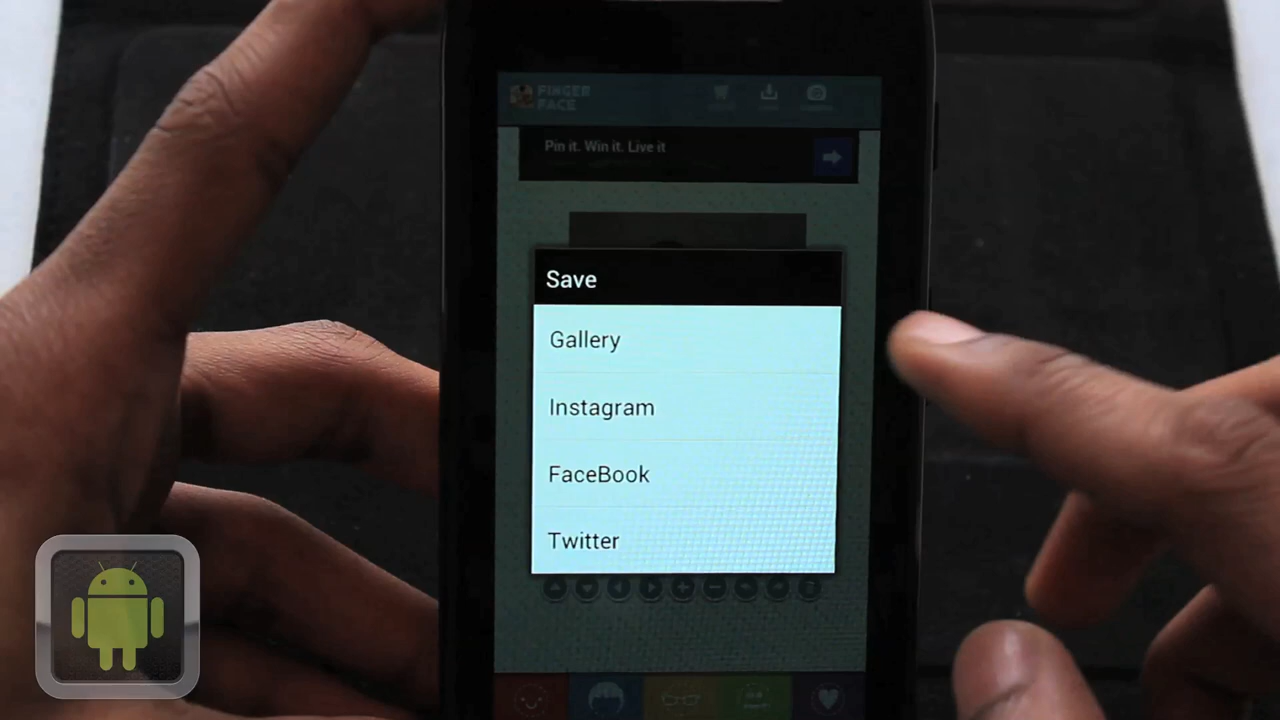 FINGER
FACE
Pin it. Win it. Live it
Save
Gallery
Instagram
FaceBook
Twitter